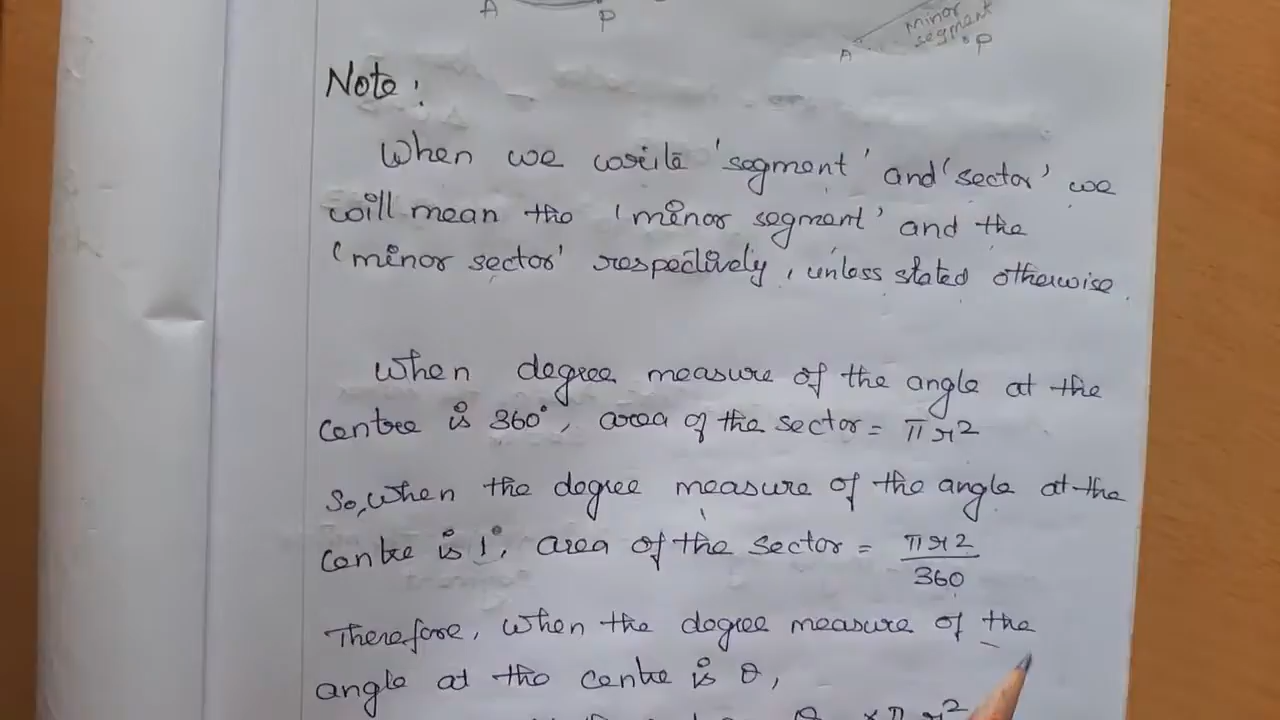 A
P
minor
segment
A
P
Note:
When we write 'segment' and 'sector' we
will mean the 'minor segment' and the
'minor sector' respectively, unless stated otherwise.
When degree measure of the angle at the
centre is 360°, area of the sector = πr2
So, when the degree measure of the angle at the
centre is 1°, area of the sector = πr2/360
Therefore, when the degree measure of the
angle at the centre is θ,
θ × πr2